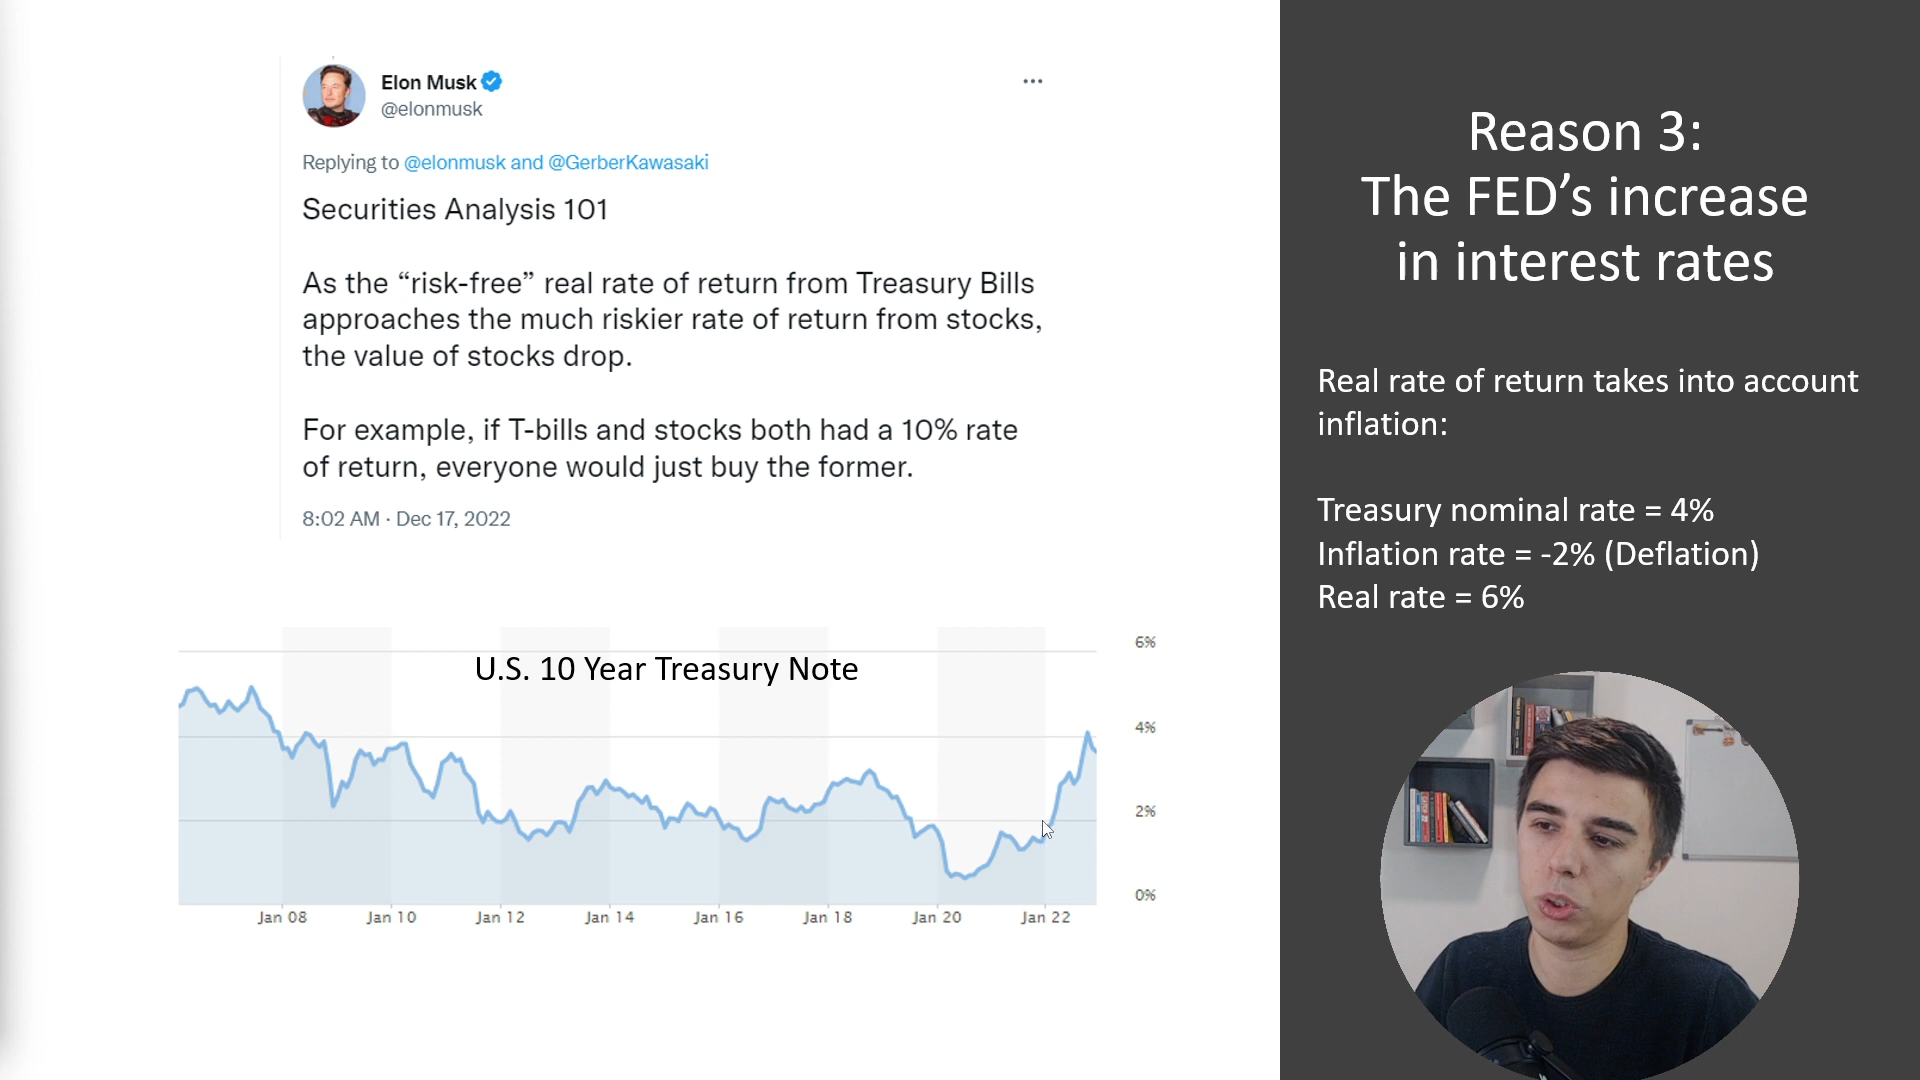 Elon Musk
@elonmusk
Replying to @elonmusk and @GerberKawasaki
Securities Analysis 101
As the “risk-free” real rate of return from Treasury Bills
approaches the much riskier rate of return from stocks,
the value of stocks drop.
For example, if T-bills and stocks both had a 10% rate
of return, everyone would just buy the former.
8:02 AM · Dec 17, 2022
U.S. 10 Year Treasury Note
6%
4%
2%
0%
Jan 08 Jan 10 Jan 12 Jan 14 Jan 16 Jan 18 Jan 20 Jan 22
Reason 3:
The FED’s increase
in interest rates
Real rate of return takes into account
inflation:
Treasury nominal rate = 4%
Inflation rate = -2% (Deflation)
Real rate = 6%